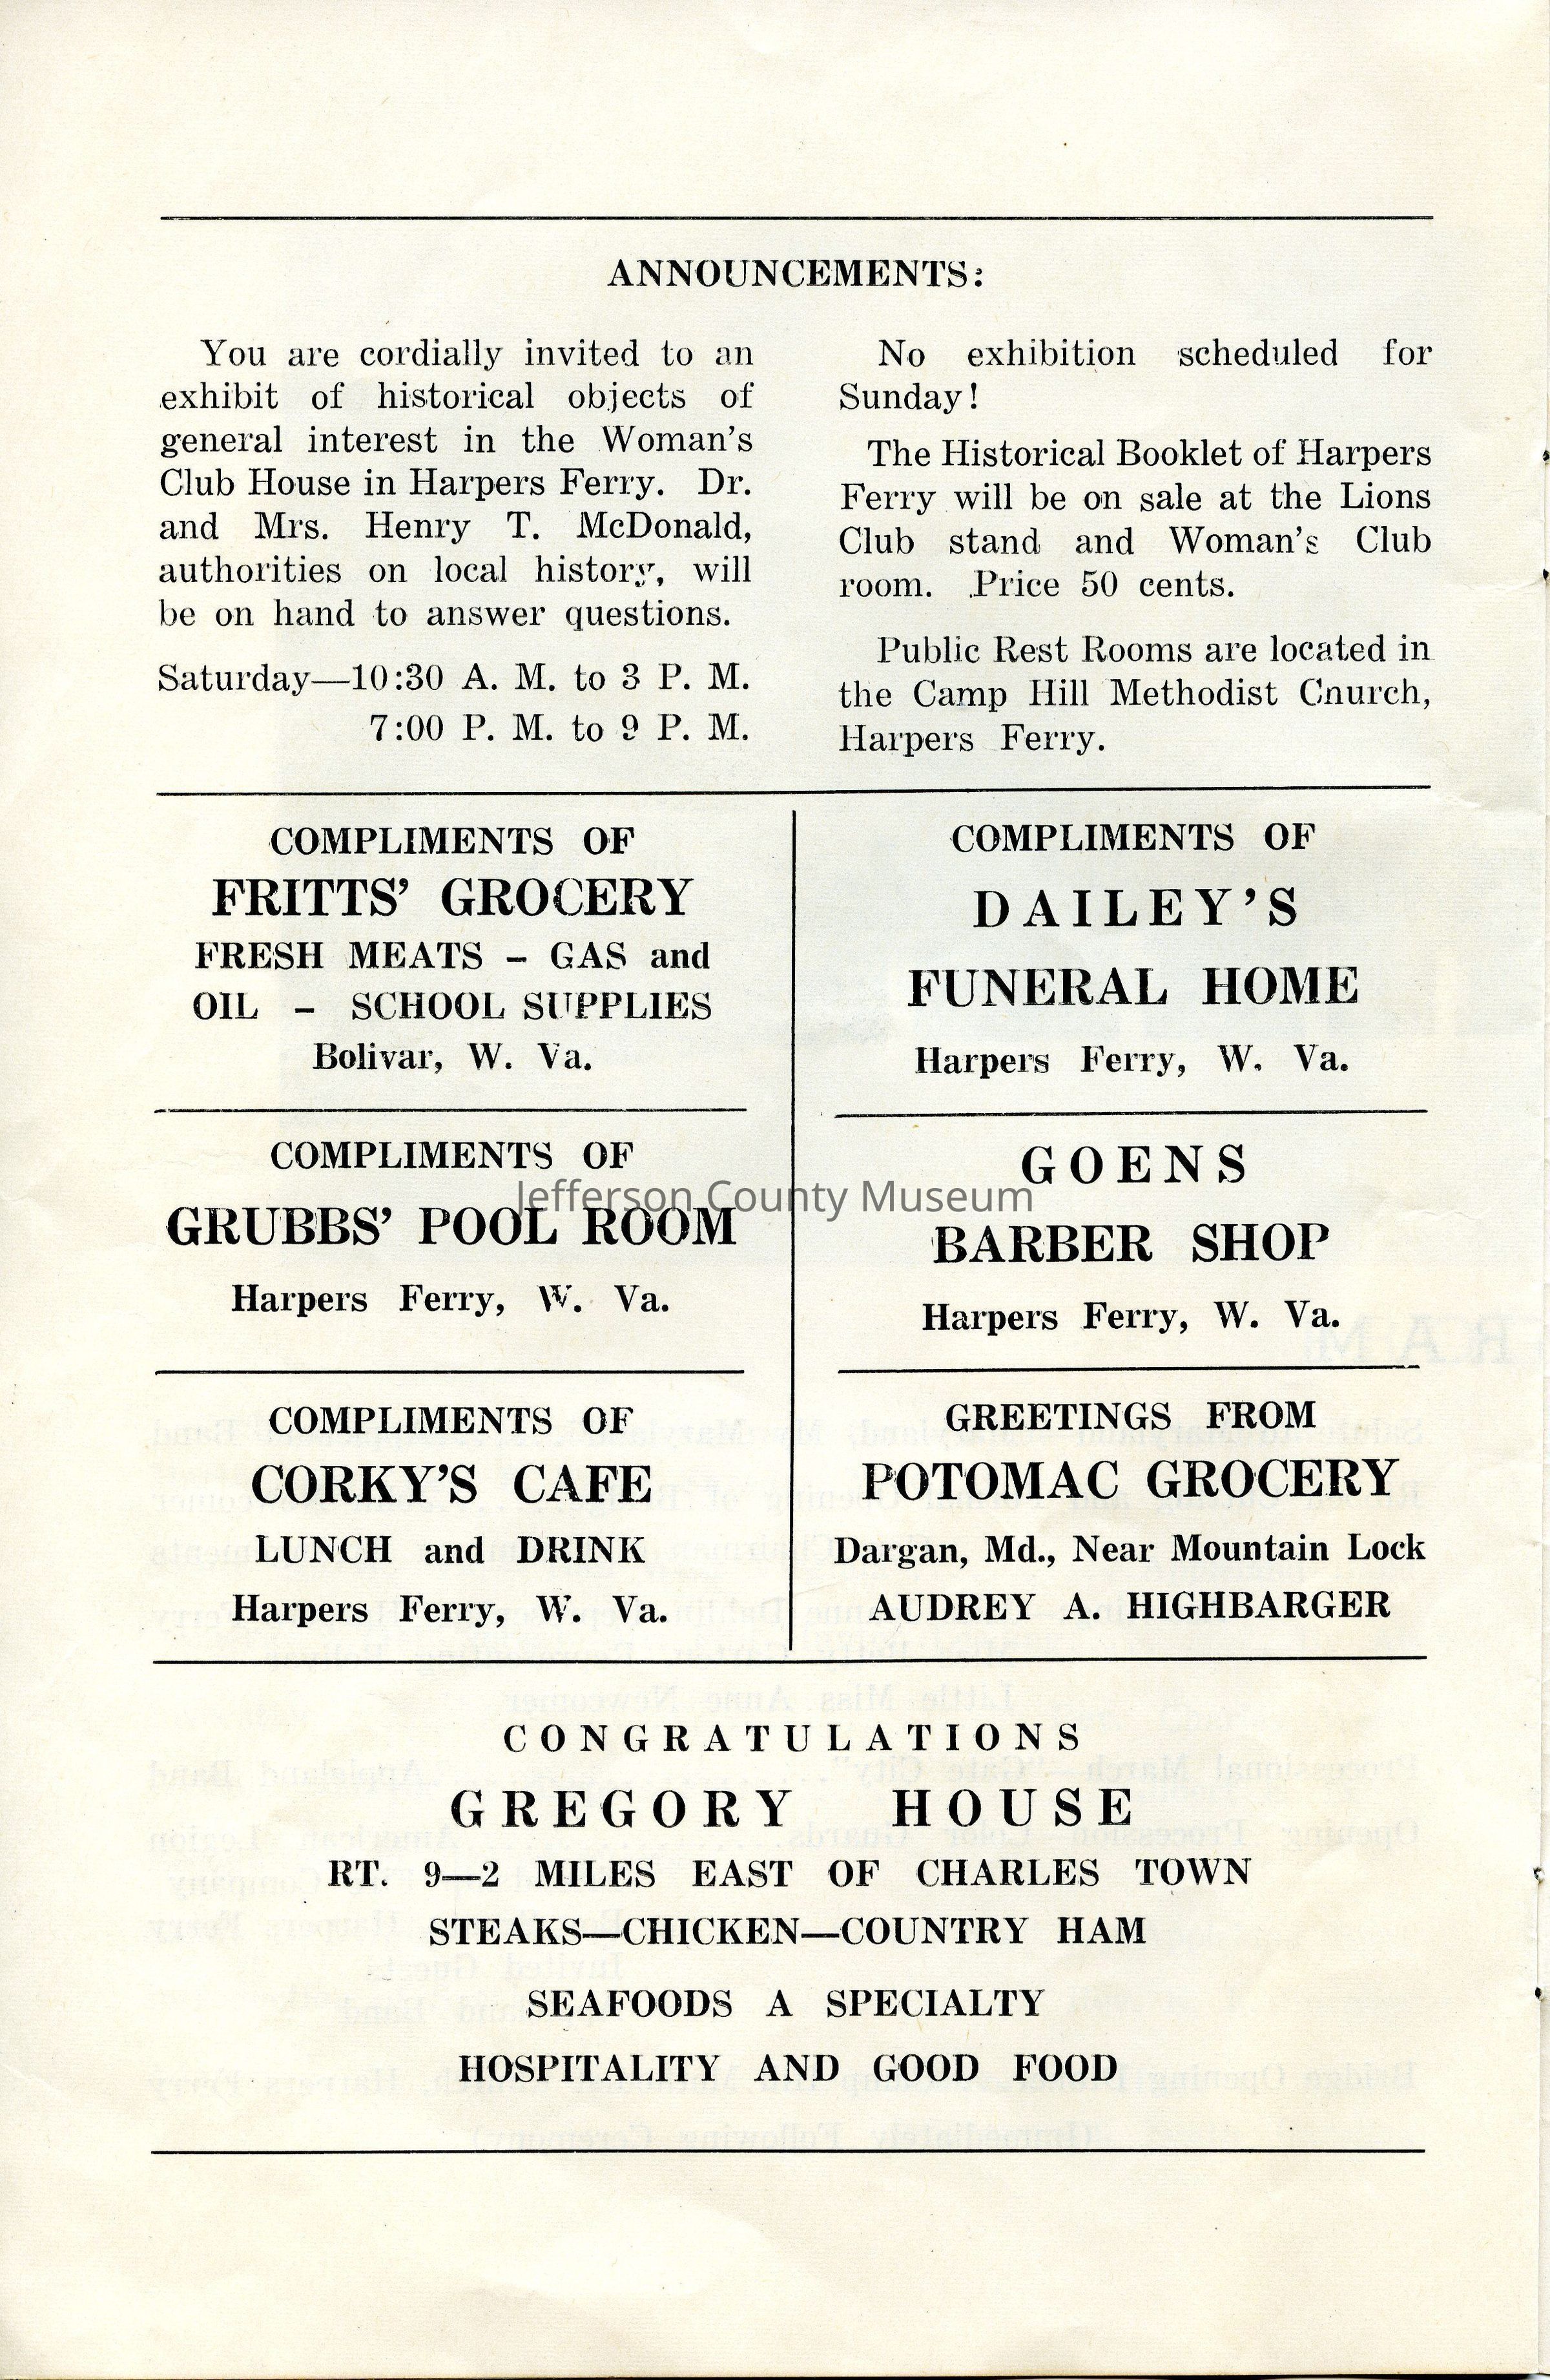 ANNOUNCEMENTS:
You are cordially invited to an
exhibit of historical objects of
general interest in the Woman's
Club House in Harpers Ferry. Dr.
and Mrs. Henry T. McDonald,
authorities on local history, will
be on hand to answer questions.
Saturday—10:30 A. M. to 3 P. M.
7:00 P. M. to 9 P. M.
No exhibition scheduled for
Sunday!
The Historical Booklet of Harpers
Ferry will be on sale at the Lions
Club stand and Woman's Club
room. Price 50 cents.
Public Rest Rooms are located in
the Camp Hill Methodist Cnurch,
Harpers Ferry.
COMPLIMENTS OF
FRITTS' GROCERY
FRESH MEATS – GAS and
OIL – SCHOOL SUPPLIES
Bolivar, W. Va.
COMPLIMENTS OF
DAILEY'S
FUNERAL HOME
Harpers Ferry, W. Va.
COMPLIMENTS OF
GRUBBS' POOL ROOM
Harpers Ferry, W. Va.
GOENS
BARBER SHOP
Harpers Ferry, W. Va.
Jefferson County Museum
COMPLIMENTS OF
CORKY'S CAFE
LUNCH and DRINK
Harpers Ferry, W. Va.
GREETINGS FROM
POTOMAC GROCERY
Dargan, Md., Near Mountain Lock
AUDREY A. HIGHBARGER
CONGRATULATIONS
GREGORY HOUSE
RT. 9—2 MILES EAST OF CHARLES TOWN
STEAKS—CHICKEN—COUNTRY HAM
SEAFOODS A SPECIALTY
HOSPITALITY AND GOOD FOOD